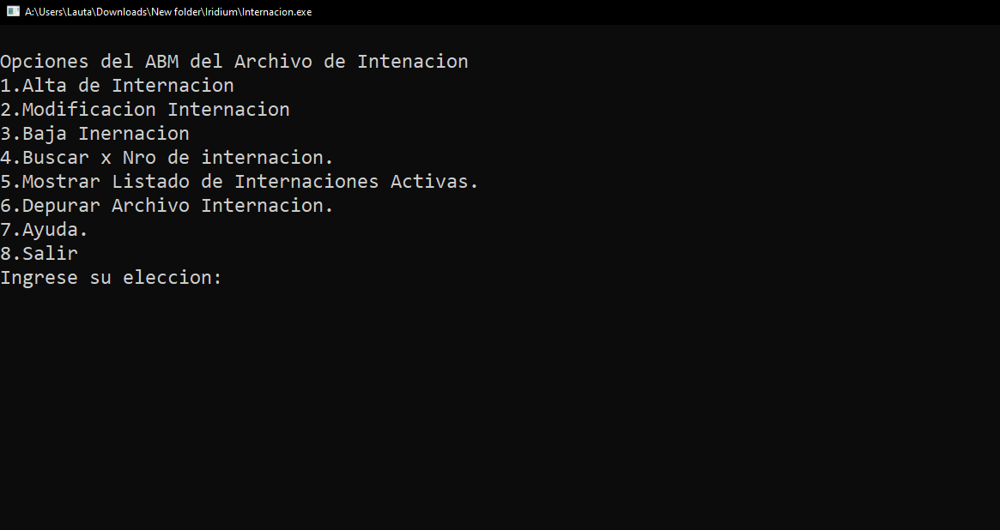 A:\Users\Lauta\Downloads\New folder\Iridium\Internacion.exe
Opciones del ABM del Archivo de Intenacion
1.Alta de Internacion
2.Modificacion Internacion
3.Baja Inernacion
4.Buscar x Nro de internacion.
5.Mostrar Listado de Internaciones Activas.
6.Depurar Archivo Internacion.
7.Ayuda.
8.Salir
Ingrese su eleccion: